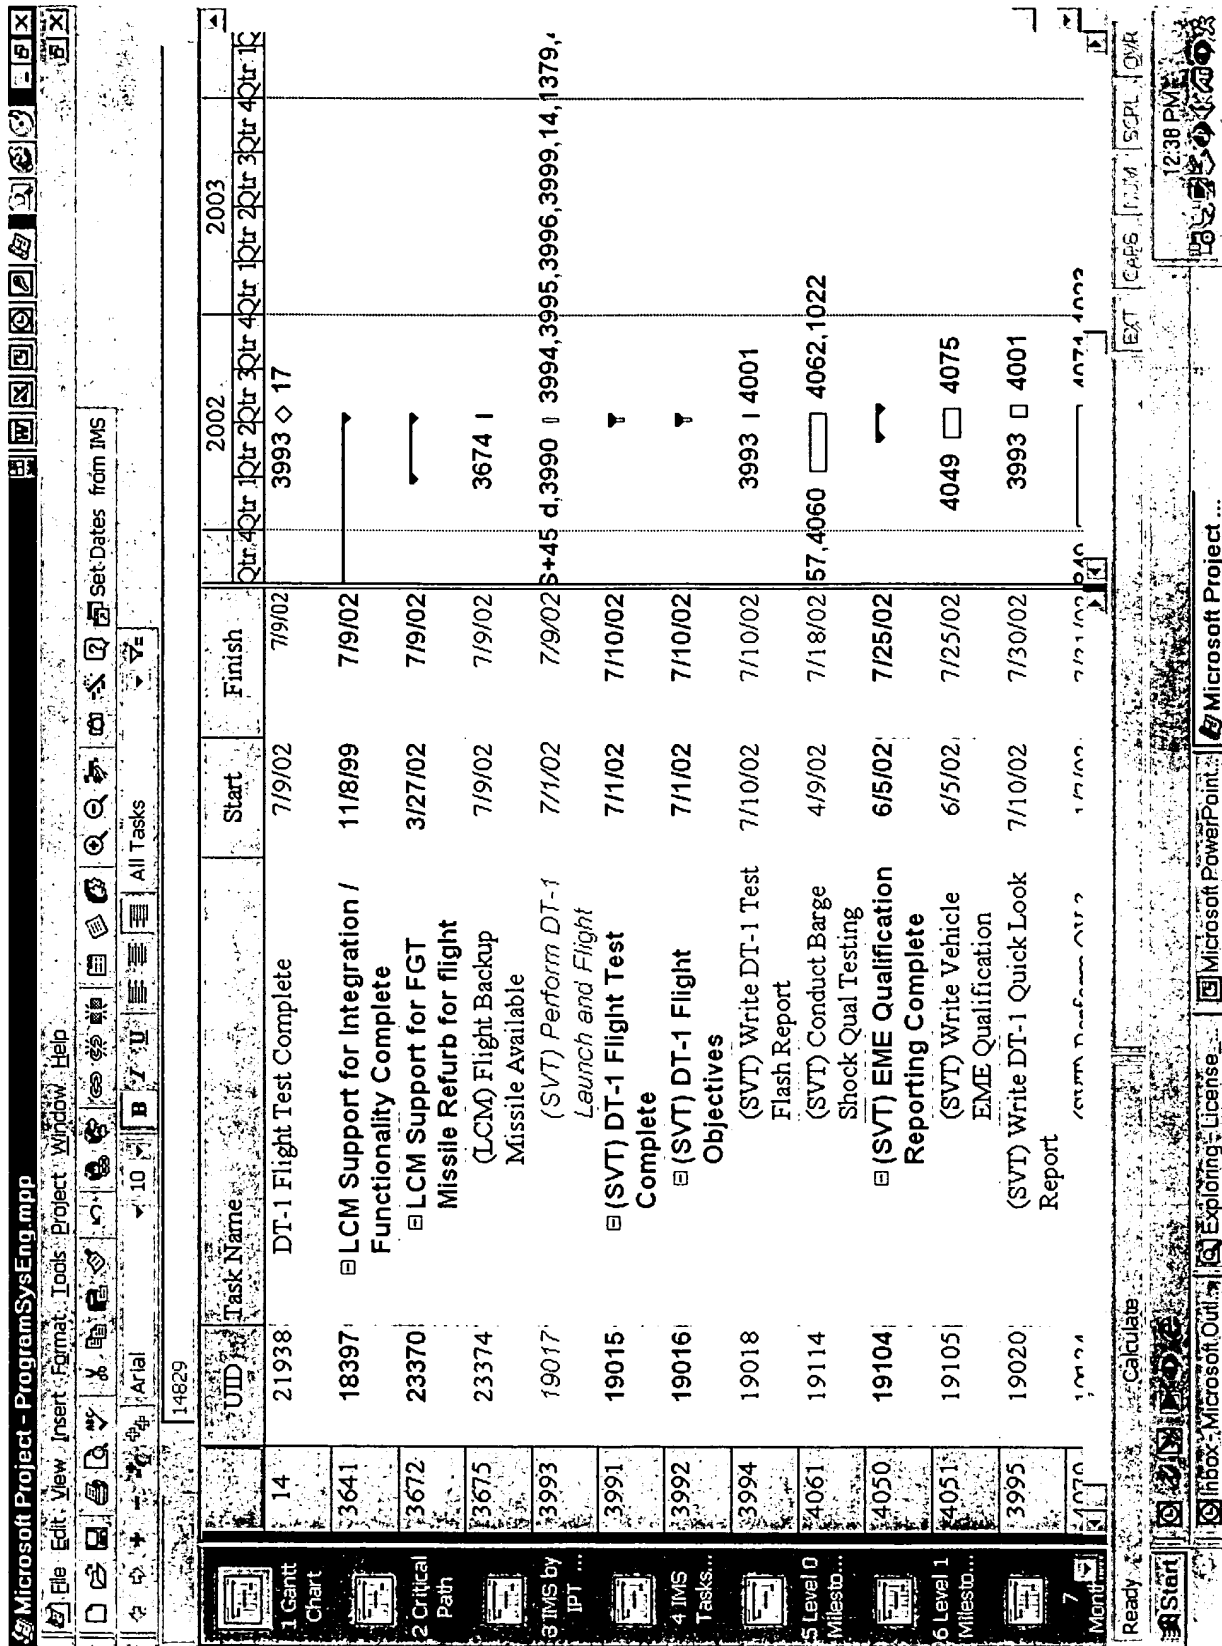 Microsoft Project - ProgramSysEng.mpp
File Edit View Insert Format Tools Project Window Help
Set Dates from IMS
Arial 10 B I U All Tasks
14829
UID Task Name Start Finish
2002 2003
Qtr 4 Qtr 1 Qtr 2 Qtr 3 Qtr 4 Qtr 1 Qtr 2 Qtr 3 Qtr 4 Qtr 1
14 21938 DT-1 Flight Test Complete 7/9/02 7/9/02 3993 17
3641 18397 LCM Support for Integration / 11/8/99 7/9/02
Functionality Complete
3672 23370 LCM Support for FGT 3/27/02 7/9/02
Missile Refurb for flight
3675 23374 (LCM) Flight Backup 7/9/02 7/9/02 3674
Missile Available
3993 19017 (SVT) Perform DT-1 7/1/02 7/9/02 S+45 d,3990 3994,3995,3996,3999,14,1379,
Launch and Flight
3991 19015 (SVT) DT-1 Flight Test 7/1/02 7/10/02
Complete
3992 19016 (SVT) DT-1 Flight 7/1/02 7/10/02
Objectives
3994 19018 (SVT) Write DT-1 Test 7/10/02 7/10/02 3993 4001
Flash Report
4061 19114 (SVT) Conduct Barge 4/9/02 7/18/02 57,4060 4062,1022
Shock Qual Testing
4050 19104 (SVT) EME Qualification 6/5/02 7/25/02
Reporting Complete
4051 19105 (SVT) Write Vehicle 6/5/02 7/25/02 4049 4075
EME Qualification
3995 19020 (SVT) Write DT-1 Quick Look 7/10/02 7/30/02 3993 4001
Report
1 Gantt
Chart
2 Critical
Path
3 IMS by
IPT ...
4 IMS
Tasks...
5 Level 0
Milesto...
6 Level 1
Milesto...
7
Month
Ready Calculate EXT CAPS NUM SCRL OVR
Start 12:38 PM
Inbox - Microsoft Outl... Exploring - License... Microsoft PowerPoint... Microsoft Project ...